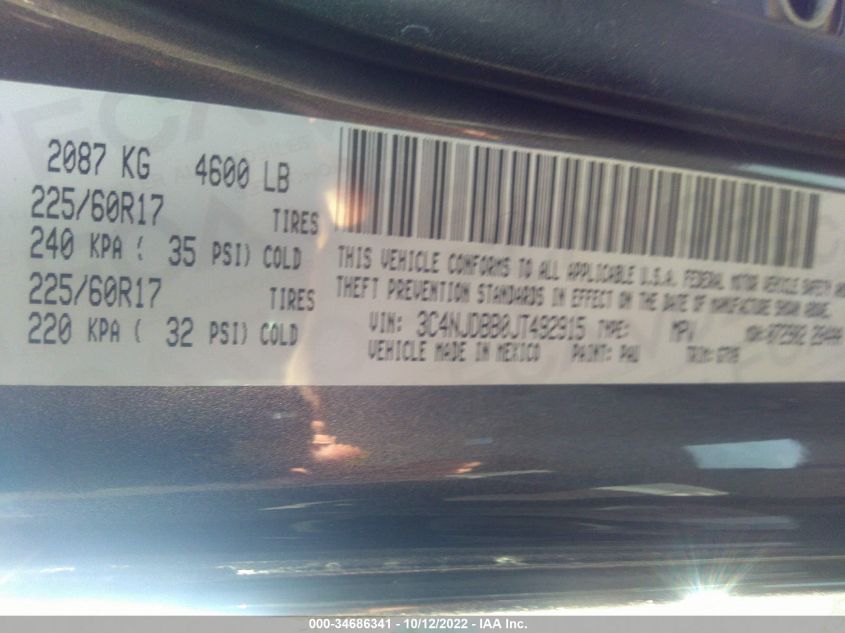 2087 KG 4600 LB
225/60R17 TIRES
240 KPA ( 35 PSI) COLD
225/60R17 TIRES
220 KPA ( 32 PSI) COLD
THIS VEHICLE CONFORMS TO ALL APPLICABLE U.S.A. FEDERAL MOTOR VEHICLE SAFETY
THEFT PREVENTION STANDARDS IN EFFECT ON THE DATE OF MANUFACTURE SHOWN ABOVE.
VIN: 3C4NJDBB0JT492915 TYPE: MPV
VEHICLE MADE IN MEXICO PAINT: PAU TRIM:
000-34686341 - 10/12/2022 - IAA Inc.